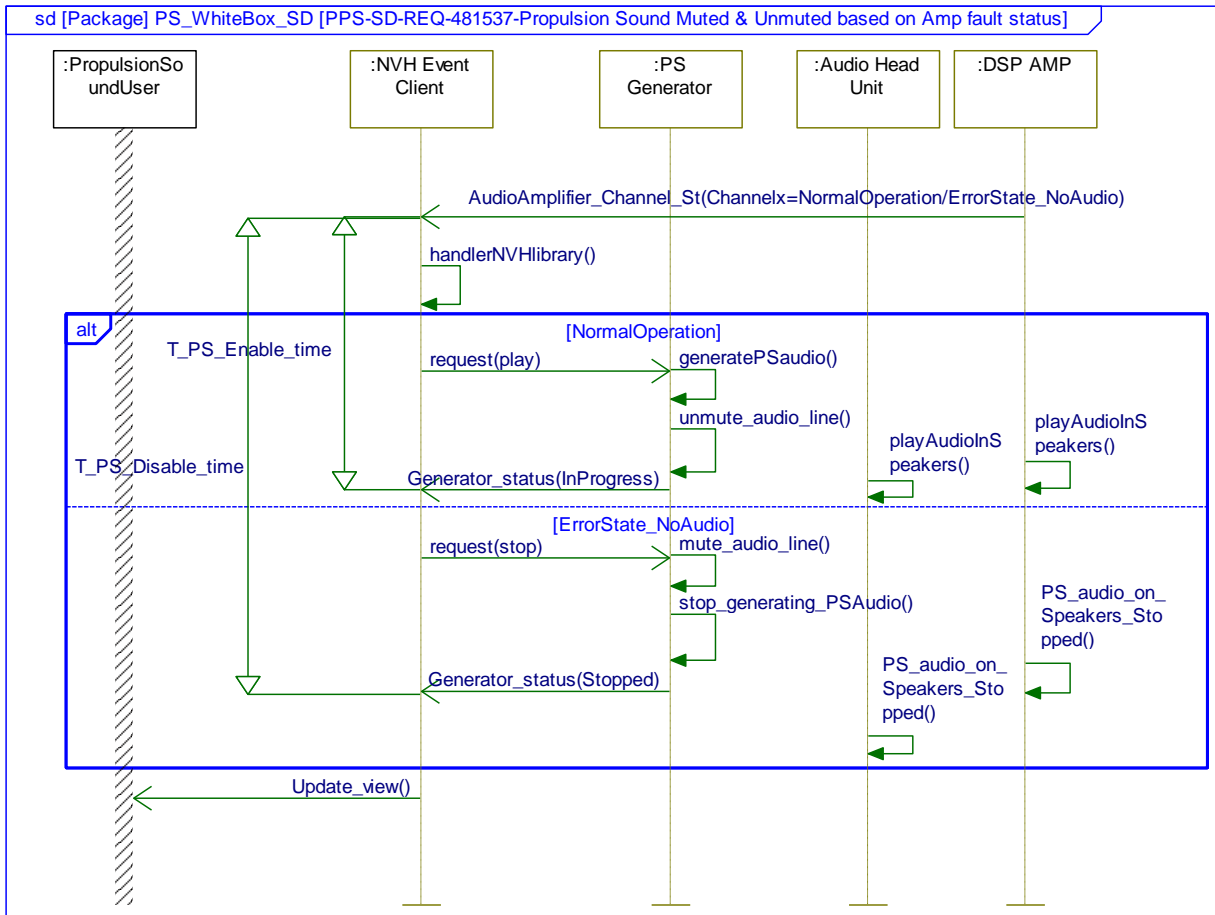 sd [Package] PS_WhiteBox_SD [PPS-SD-REQ-481537-Propulsion Sound Muted & Unmuted based on Amp fault status]
:PropulsionSo
undUser
:NVH Event
Client
:PS
Generator
:Audio Head
Unit
:DSP AMP
AudioAmplifier_Channel_St(Channelx=NormalOperation/ErrorState_NoAudio)
handlerNVHlibrary()
alt
[NormalOperation]
T_PS_Enable_time
request(play)
generatePSaudio()
unmute_audio_line()
playAudioInS
peakers()
playAudioInS
peakers()
T_PS_Disable_time
Generator_status(InProgress)
[ErrorState_NoAudio]
request(stop)
mute_audio_line()
stop_generating_PSAudio()
PS_audio_on_
Speakers_Sto
pped()
Generator_status(Stopped)
PS_audio_on_
Speakers_Sto
pped()
Update_view()